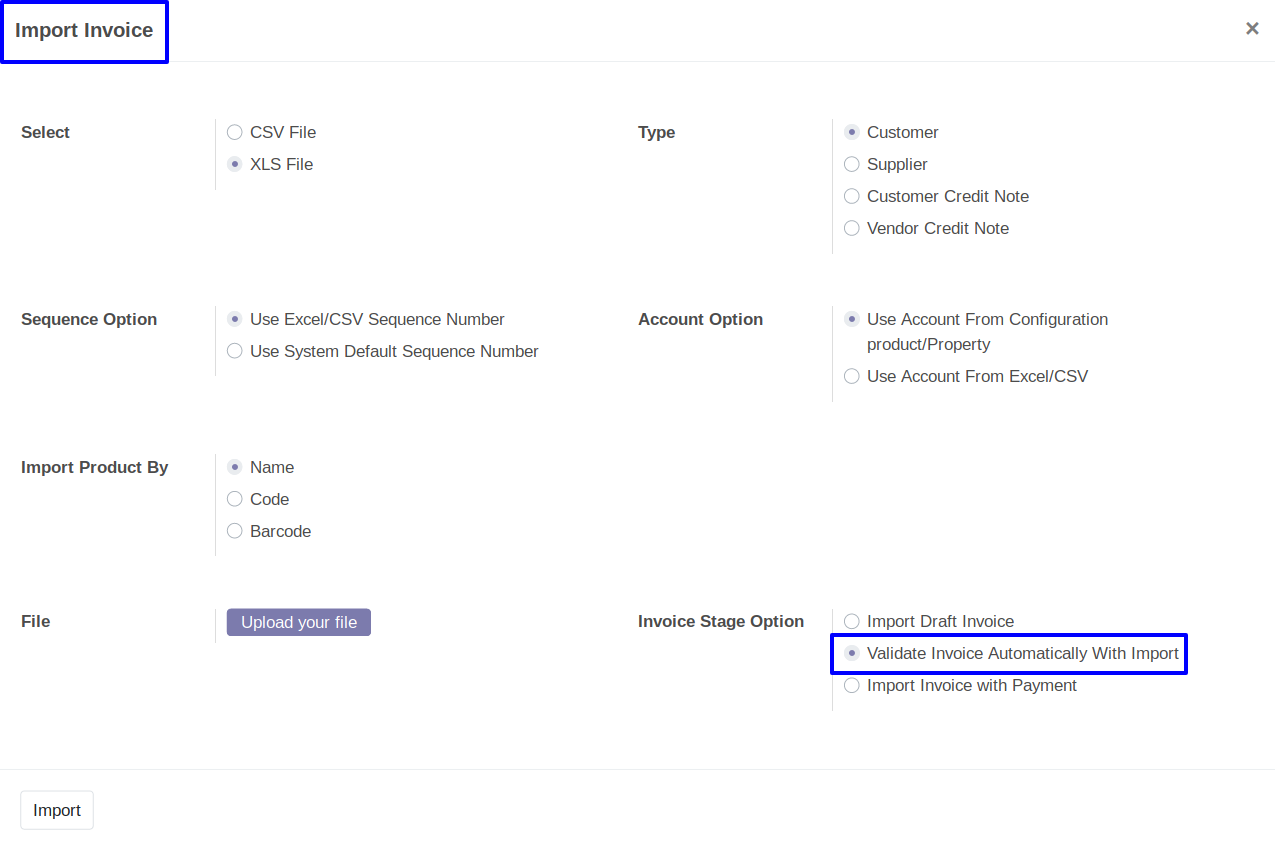 Import Invoice
×
Select
CSV File
XLS File
Type
Customer
Supplier
Customer Credit Note
Vendor Credit Note
Sequence Option
Use Excel/CSV Sequence Number
Use System Default Sequence Number
Account Option
Use Account From Configuration
product/Property
Use Account From Excel/CSV
Import Product By
Name
Code
Barcode
File
Upload your file
Invoice Stage Option
Import Draft Invoice
Validate Invoice Automatically With Import
Import Invoice with Payment
Import